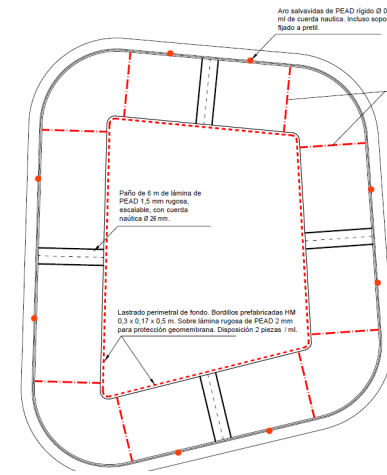 Aro salvavidas de PEAD rígido Ø 0
ml de cuerda nautica. Incluso sopo
fijado a pretil.
Paño de 6 m de lámina de
PEAD 1,5 mm rugosa,
escalable, con cuerda
naútica Ø 26 mm.
Lastrado perimetral de fondo. Bordillos prefabricadas HM
0,3 x 0,17 x 0,5 m. Sobre lámina rugosa de PEAD 2 mm
para protección geomembrana. Disposición 2 piezas / ml.